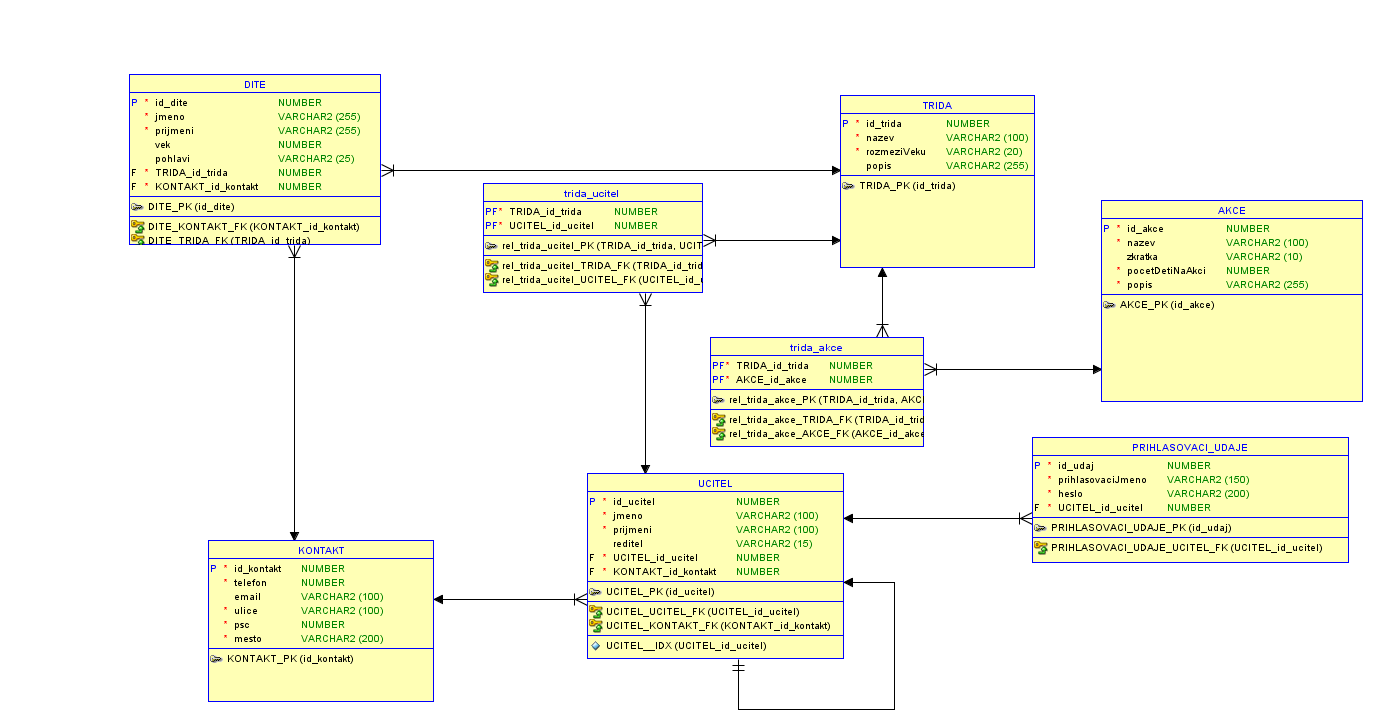 DITE
P * id_dite NUMBER
* jmeno VARCHAR2 (255)
* prijmeni VARCHAR2 (255)
vek NUMBER
pohlavi VARCHAR2 (25)
F * TRIDA_id_trida NUMBER
F * KONTAKT_id_kontakt NUMBER
DITE_PK (id_dite)
DITE_KONTAKT_FK (KONTAKT_id_kontakt)
DITE_TRIDA_FK (TRIDA_id_trida)
trida_ucitel
PF* TRIDA_id_trida NUMBER
PF* UCITEL_id_ucitel NUMBER
rel_trida_ucitel_PK (TRIDA_id_trida, UCIT
rel_trida_ucitel_TRIDA_FK (TRIDA_id_trid
rel_trida_ucitel_UCITEL_FK (UCITEL_id_
TRIDA
P * id_trida NUMBER
* nazev VARCHAR2 (100)
* rozmeziVeku VARCHAR2 (20)
popis VARCHAR2 (255)
TRIDA_PK (id_trida)
AKCE
P * id_akce NUMBER
* nazev VARCHAR2 (100)
zkratka VARCHAR2 (10)
* pocetDetiNaAkci NUMBER
* popis VARCHAR2 (255)
AKCE_PK (id_akce)
trida_akce
PF* TRIDA_id_trida NUMBER
PF* AKCE_id_akce NUMBER
rel_trida_akce_PK (TRIDA_id_trida, AKC
rel_trida_akce_TRIDA_FK (TRIDA_id_trid
rel_trida_akce_AKCE_FK (AKCE_id_akce
PRIHLASOVACI_UDAJE
P * id_udaj NUMBER
* prihlasovaciJmeno VARCHAR2 (150)
* heslo VARCHAR2 (200)
F * UCITEL_id_ucitel NUMBER
PRIHLASOVACI_UDAJE_PK (id_udaj)
PRIHLASOVACI_UDAJE_UCITEL_FK (UCITEL_id_ucitel)
UCITEL
P * id_ucitel NUMBER
* jmeno VARCHAR2 (100)
* prijmeni VARCHAR2 (100)
reditel VARCHAR2 (15)
F * UCITEL_id_ucitel NUMBER
F * KONTAKT_id_kontakt NUMBER
UCITEL_PK (id_ucitel)
UCITEL_UCITEL_FK (UCITEL_id_ucitel)
UCITEL_KONTAKT_FK (KONTAKT_id_kontakt)
UCITEL__IDX (UCITEL_id_ucitel)
KONTAKT
P * id_kontakt NUMBER
* telefon NUMBER
email VARCHAR2 (100)
* ulice VARCHAR2 (100)
* psc NUMBER
* mesto VARCHAR2 (200)
KONTAKT_PK (id_kontakt)